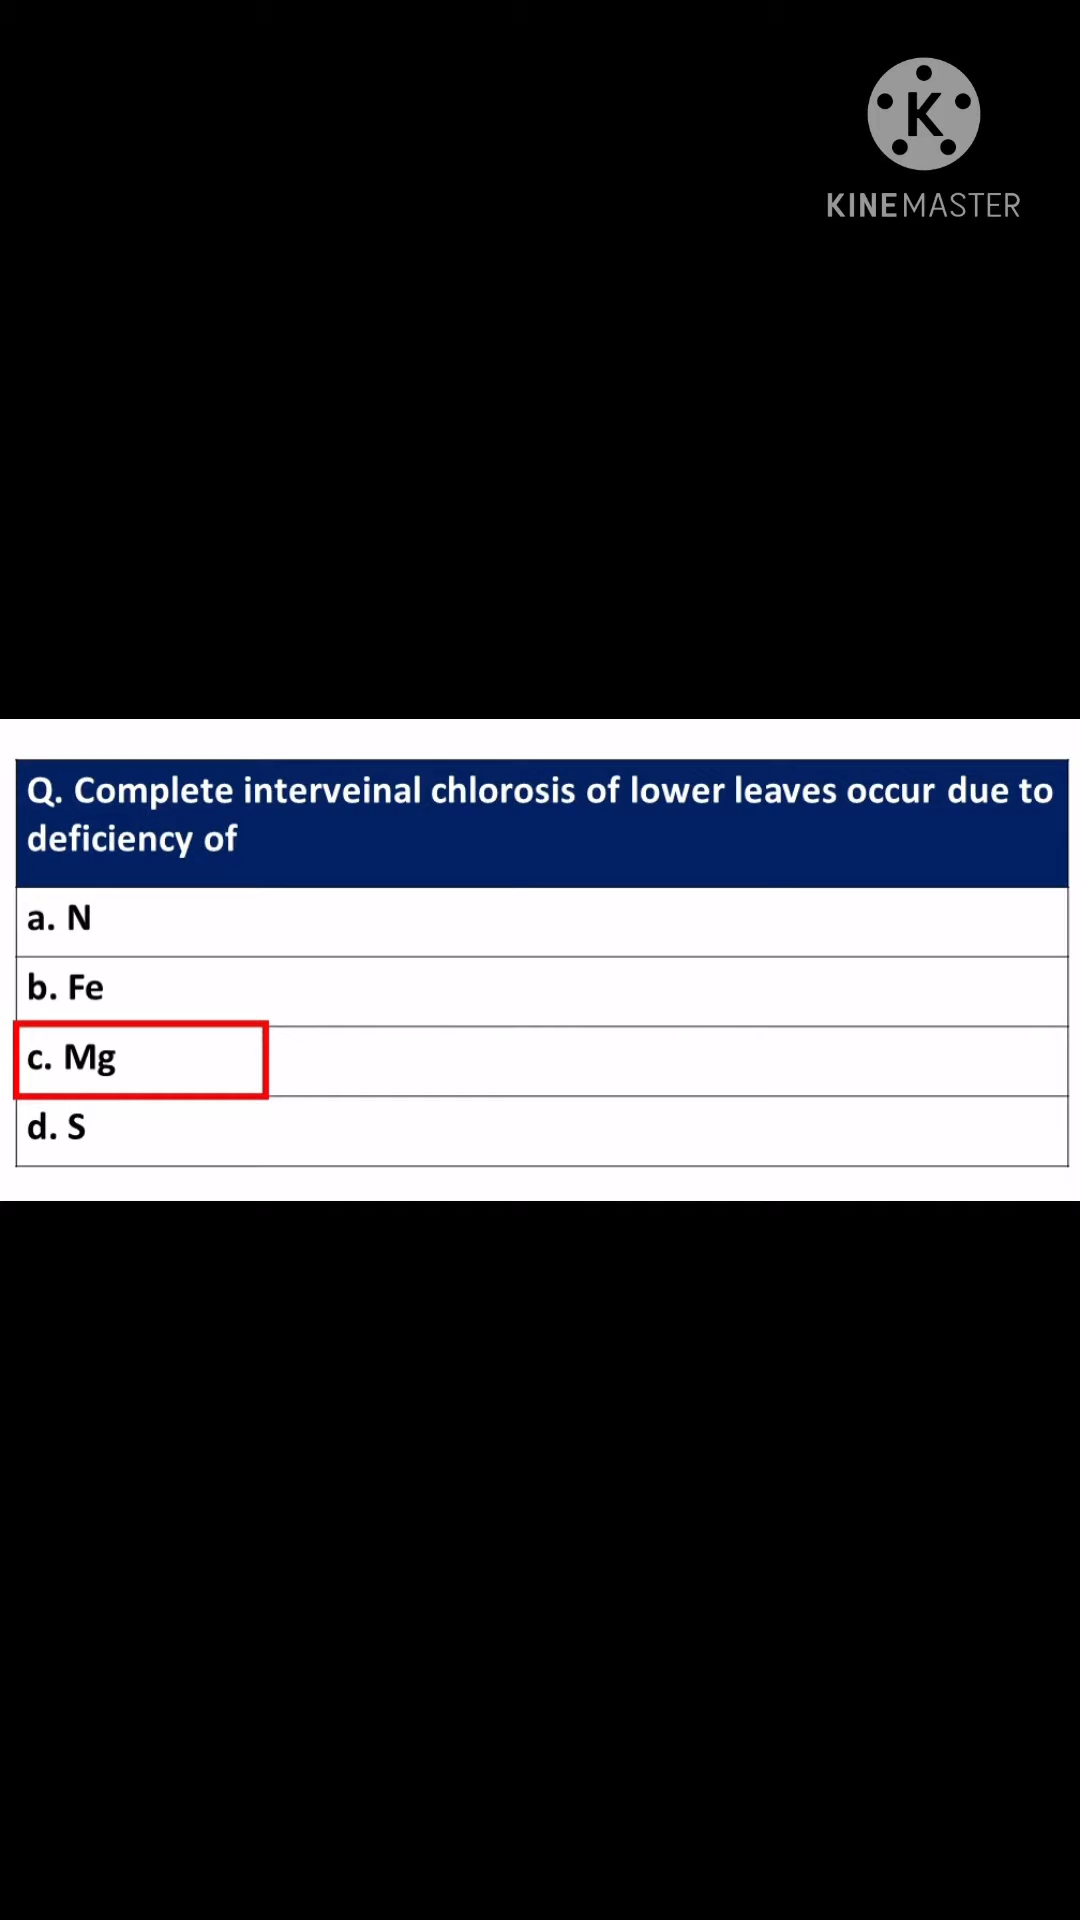 K
KINEMASTER
Q. Complete interveinal chlorosis of lower leaves occur due to
deficiency of
a. N
b. Fe
c. Mg
d. S